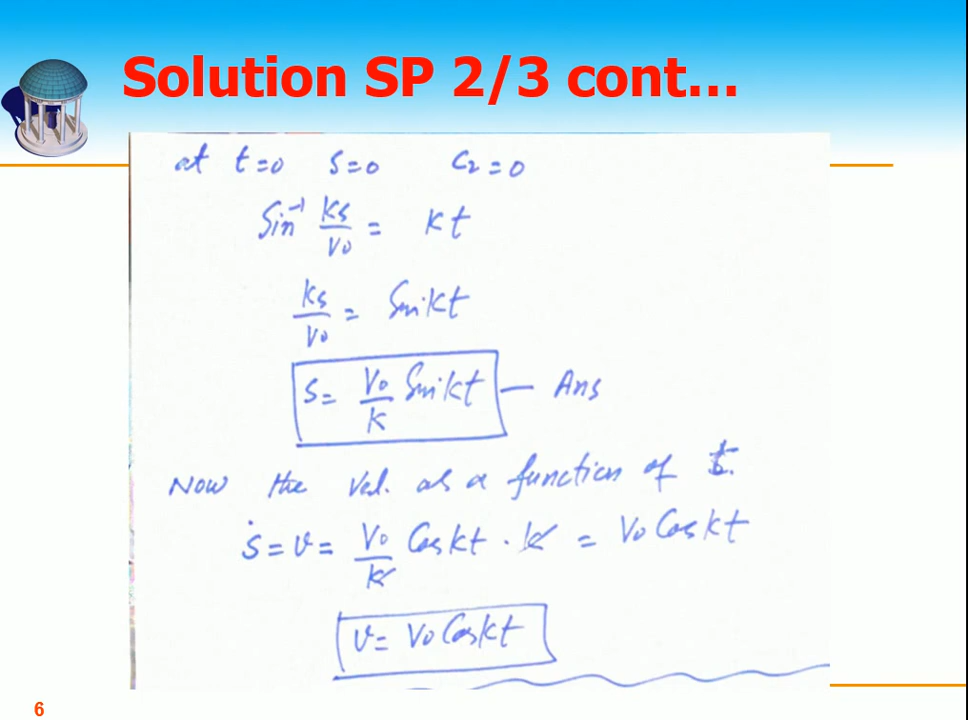 Solution SP 2/3 cont...
at t=0 s=0 C₂=0
Sin⁻¹ ks/v0 = kt
ks/v0 = Sin kt
s= v0/k Sin kt — Ans
Now the vel. as a function of t.
ṡ=v= v0/k Cos kt . k = v0 Cos kt
v= v0 Cos kt
6